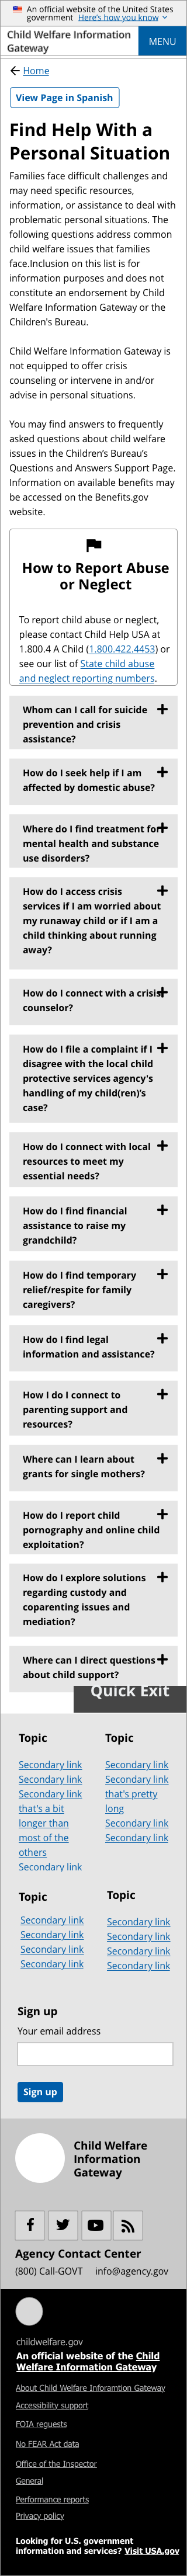 An official website of the United States
government Here's how you know
Child Welfare Information
Gateway
MENU
Home
View Page in Spanish
Find Help With a
Personal Situation
Families face difficult challenges and
may need specific resources,
information, or assistance to deal with
problematic personal situations. The
following questions address common
child welfare issues that families
face.Inclusion on this list is for
information purposes and does not
constitute an endorsement by Child
Welfare Information Gateway or the
Children's Bureau.
Child Welfare Information Gateway is
not equipped to offer crisis
counseling or intervene in and/or
advise in personal situations.
You may find answers to frequently
asked questions about child welfare
issues in the Children's Bureau's
Questions and Answers Support Page.
Information on available benefits may
be accessed on the Benefits.gov
website.
How to Report Abuse
or Neglect
To report child abuse or neglect,
please contact Child Help USA at
1.800.4 A Child (1.800.422.4453) or
see our list of State child abuse
and neglect reporting numbers.
Whom can I call for suicide
prevention and crisis
assistance?
How do I seek help if I am
affected by domestic abuse?
Where do I find treatment for
mental health and substance
use disorders?
How do I access crisis
services if I am worried about
my runaway child or if I am a
child thinking about running
away?
How do I connect with a crisis
counselor?
How do I file a complaint if I
disagree with the local child
protective services agency's
handling of my child(ren)'s
case?
How do I connect with local
resources to meet my
essential needs?
How do I find financial
assistance to raise my
grandchild?
How do I find temporary
relief/respite for family
caregivers?
How do I find legal
information and assistance?
How I do I connect to
parenting support and
resources?
Where can I learn about
grants for single mothers?
How do I report child
pornography and online child
exploitation?
How do I explore solutions
regarding custody and
coparenting issues and
mediation?
Where can I direct questions
about child support?
Quick Exit
Topic
Secondary link
Secondary link
Secondary link
that's a bit
longer than
most of the
others
Secondary link
Topic
Secondary link
Secondary link
that's pretty
long
Secondary link
Secondary link
Topic
Secondary link
Secondary link
Secondary link
Secondary link
Topic
Secondary link
Secondary link
Secondary link
Secondary link
Sign up
Your email address
Sign up
Child Welfare
Information
Gateway
Agency Contact Center
(800) CALL-GOVT info@agency.gov
childwelfare.gov
An official website of the Child
Welfare Information Gateway
About Child Welfare Inforamtion Gateway
Accessibility support
FOIA requests
No FEAR Act data
Office of the Inspector
General
Performance reports
Privacy policy
Looking for U.S. government
information and services? Visit USA.gov